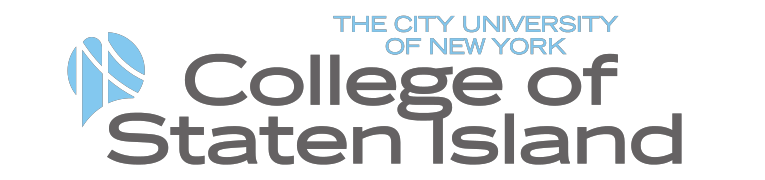 THE CITY UNIVERSITY
OF NEW YORK
College of
Staten Island